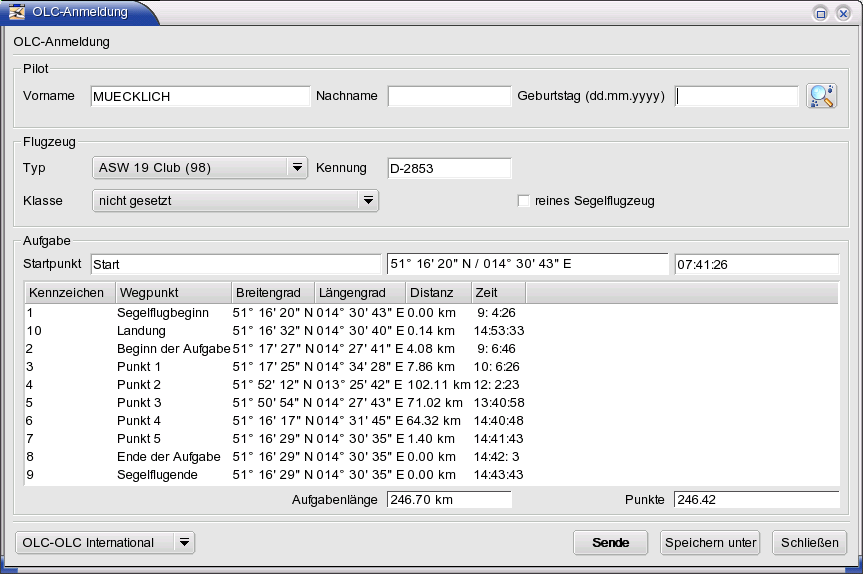 OLC-Anmeldung
OLC-Anmeldung
Pilot
Vorname MUECKLICH Nachname Geburtstag (dd.mm.yyyy)
Flugzeug
Typ ASW 19 Club (98) Kennung D-2853
Klasse nicht gesetzt reines Segelflugzeug
Aufgabe
Startpunkt Start 51° 16' 20" N / 014° 30' 43" E 07:41:26
Kennzeichen Wegpunkt Breitengrad Längengrad Distanz Zeit
1 Segelflugbeginn 51° 16' 20" N 014° 30' 43" E 0.00 km 9: 4:26
10 Landung 51° 16' 32" N 014° 30' 40" E 0.14 km 14:53:33
2 Beginn der Aufgabe 51° 17' 27" N 014° 27' 41" E 4.08 km 9: 6:46
3 Punkt 1 51° 17' 25" N 014° 34' 28" E 7.86 km 10: 6:26
4 Punkt 2 51° 52' 12" N 013° 25' 42" E 102.11 km 12: 2:23
5 Punkt 3 51° 50' 54" N 014° 27' 43" E 71.02 km 13:40:58
6 Punkt 4 51° 16' 17" N 014° 31' 45" E 64.32 km 14:40:48
7 Punkt 5 51° 16' 29" N 014° 30' 35" E 1.40 km 14:41:43
8 Ende der Aufgabe 51° 16' 29" N 014° 30' 35" E 0.00 km 14:42: 3
9 Segelflugende 51° 16' 29" N 014° 30' 35" E 0.00 km 14:43:43
Aufgabenlänge 246.70 km Punkte 246.42
OLC-OLC International Sende Speichern unter Schließen